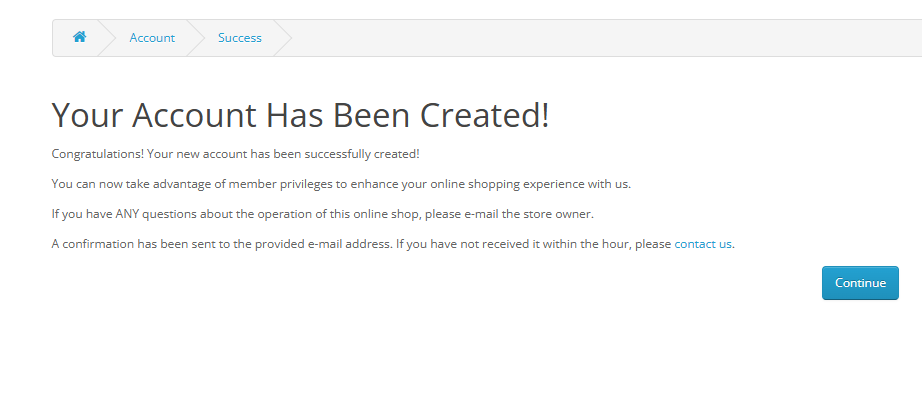 Account
Success
Your Account Has Been Created!
Congratulations! Your new account has been successfully created!
You can now take advantage of member privileges to enhance your online shopping experience with us.
If you have ANY questions about the operation of this online shop, please e-mail the store owner.
A confirmation has been sent to the provided e-mail address. If you have not received it within the hour, please contact us.
Continue